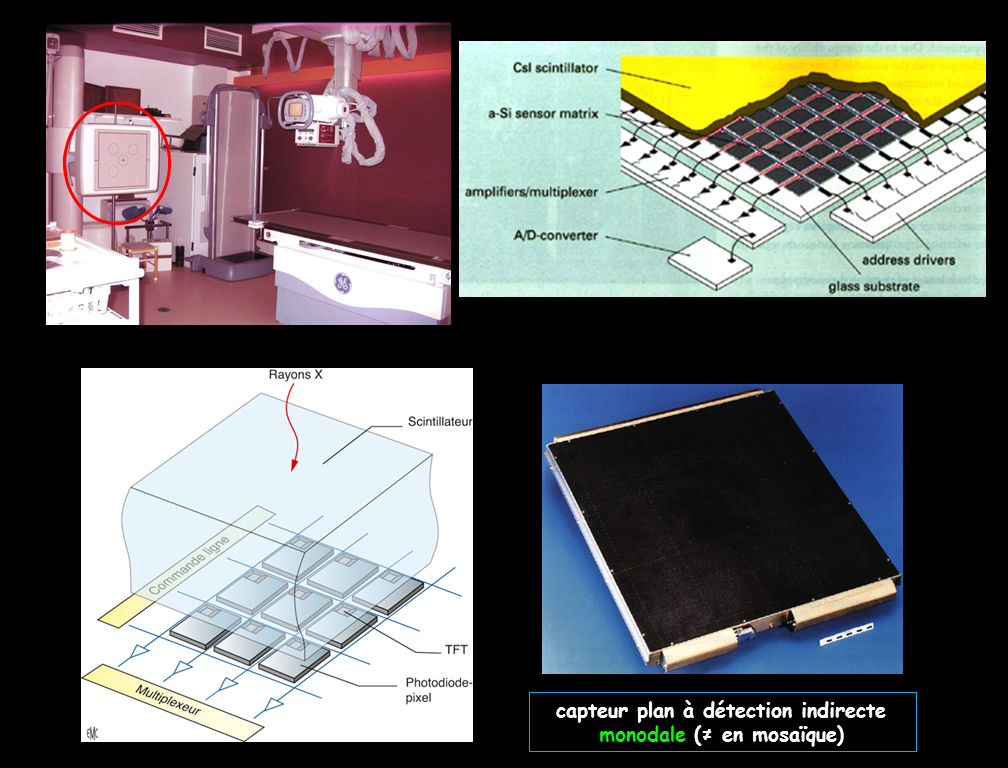 GE
CsI scintillator
a-Si sensor matrix
amplifiers/multiplexer
A/D-converter
address drivers
glass substrate
Rayons X
Scintillateur
Commande ligne
TFT
Photodiode-
pixel
Multiplexeur
EMC
capteur plan à détection indirecte
monodale (≠ en mosaïque)